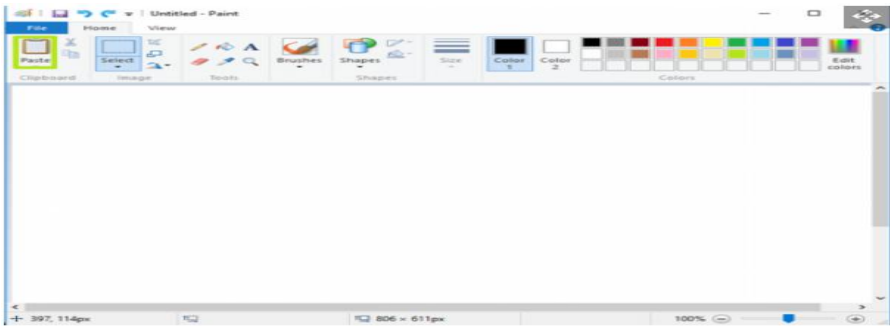 Untitled - Paint
File Home View
Paste Select Brushes Shapes Size Color 1 Color 2 Edit colors
Clipboard Image Tools Shapes Colors
397, 114px 806 × 611px 100%